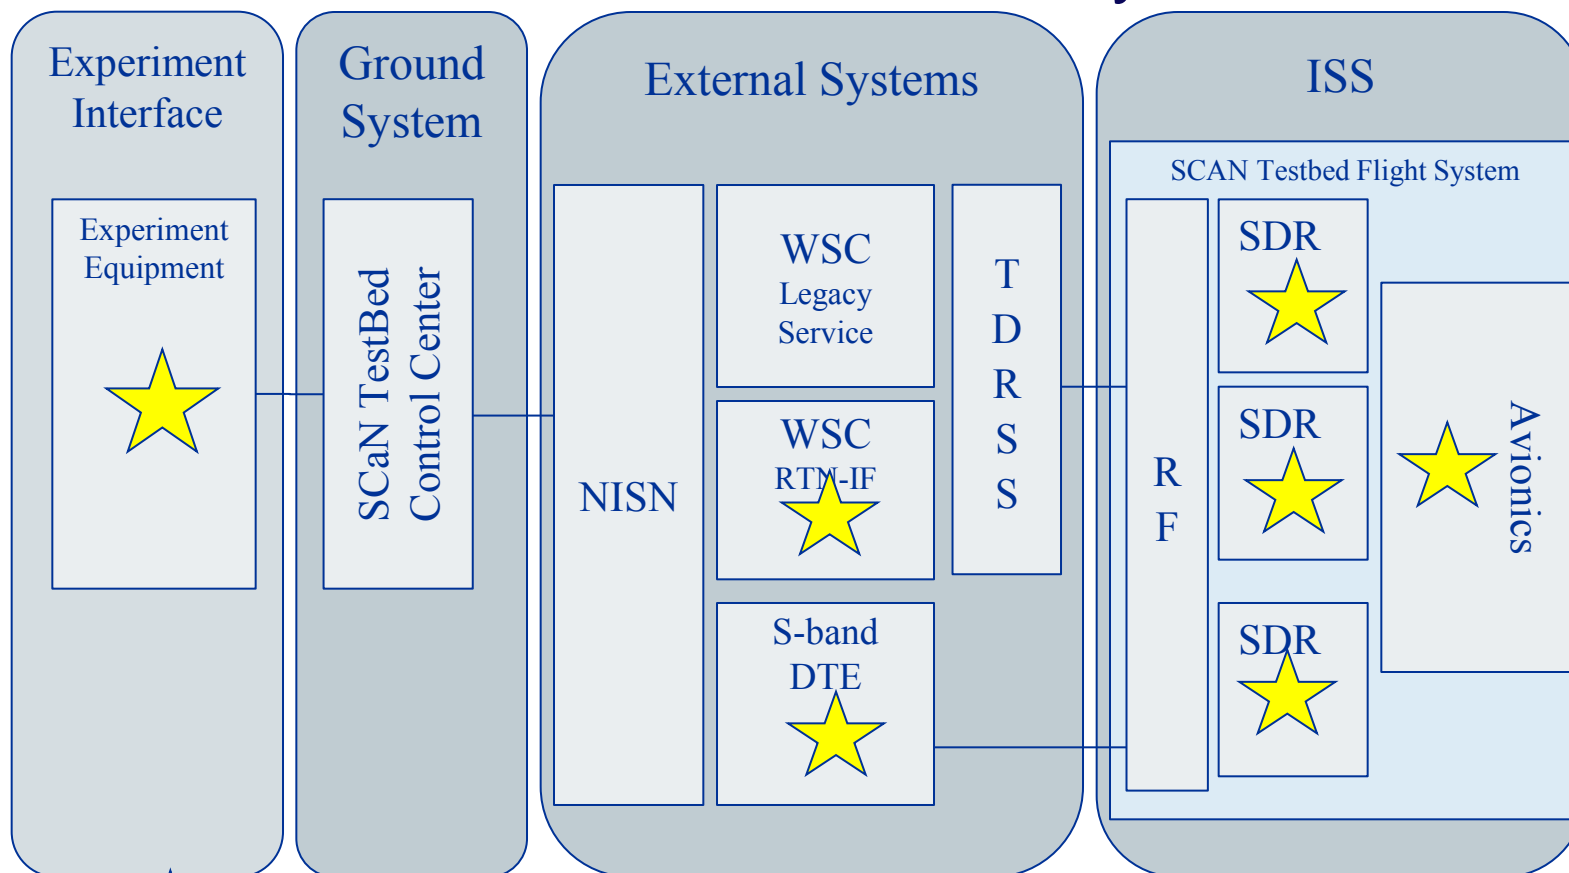 Experiment
Interface
Ground
System
External Systems
ISS
Experiment
Equipment
SCaN TestBed
Control Center
NISN
WSC
Legacy
Service
WSC
RTN-IF
S-band
DTE
T
D
R
S
S
SCAN Testbed Flight System
R
F
SDR
SDR
SDR
Avionics